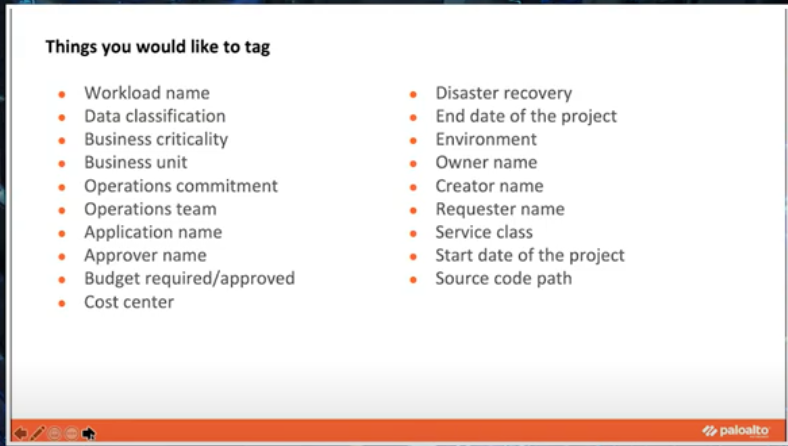 Things you would like to tag
Workload name
Data classification
Business criticality
Business unit
Operations commitment
Operations team
Application name
Approver name
Budget required/approved
Cost center
Disaster recovery
End date of the project
Environment
Owner name
Creator name
Requester name
Service class
Start date of the project
Source code path
paloalto